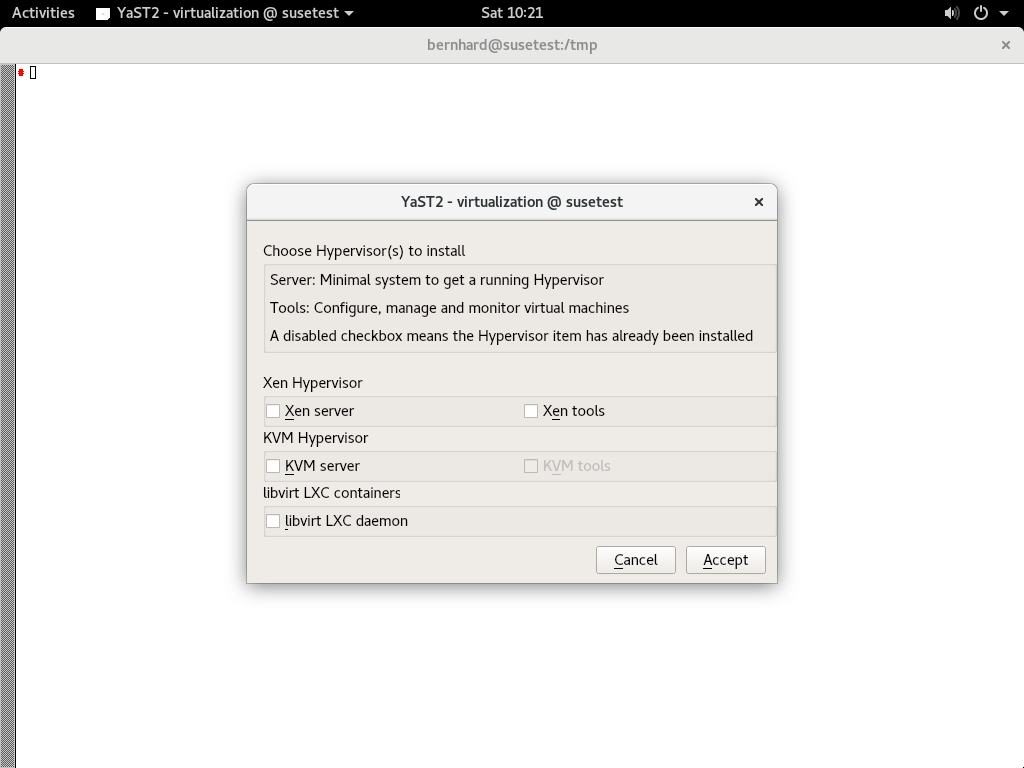 Activities YaST2 - virtualization @ susetest Sat 10:21
bernhard@susetest:/tmp
YaST2 - virtualization @ susetest
Choose Hypervisor(s) to install
Server: Minimal system to get a running Hypervisor
Tools: Configure, manage and monitor virtual machines
A disabled checkbox means the Hypervisor item has already been installed
Xen Hypervisor
Xen server Xen tools
KVM Hypervisor
KVM server KVM tools
libvirt LXC containers
libvirt LXC daemon
Cancel Accept